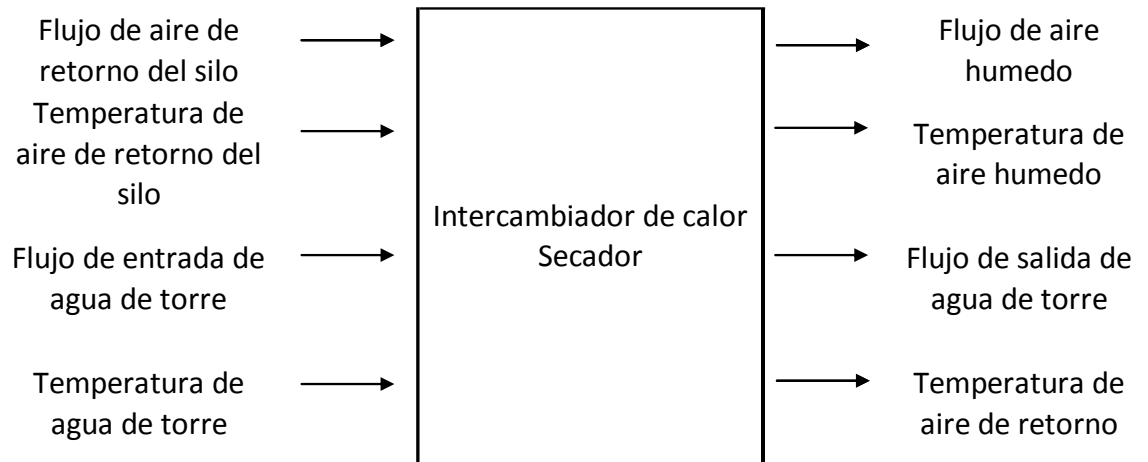 Flujo de aire de
retorno del silo
Temperatura de
aire de retorno del
silo
Flujo de entrada de
agua de torre
Temperatura de
agua de torre
Intercambiador de calor
Secador
Flujo de aire
humedo
Temperatura de
aire humedo
Flujo de salida de
agua de torre
Temperatura de
aire de retorno